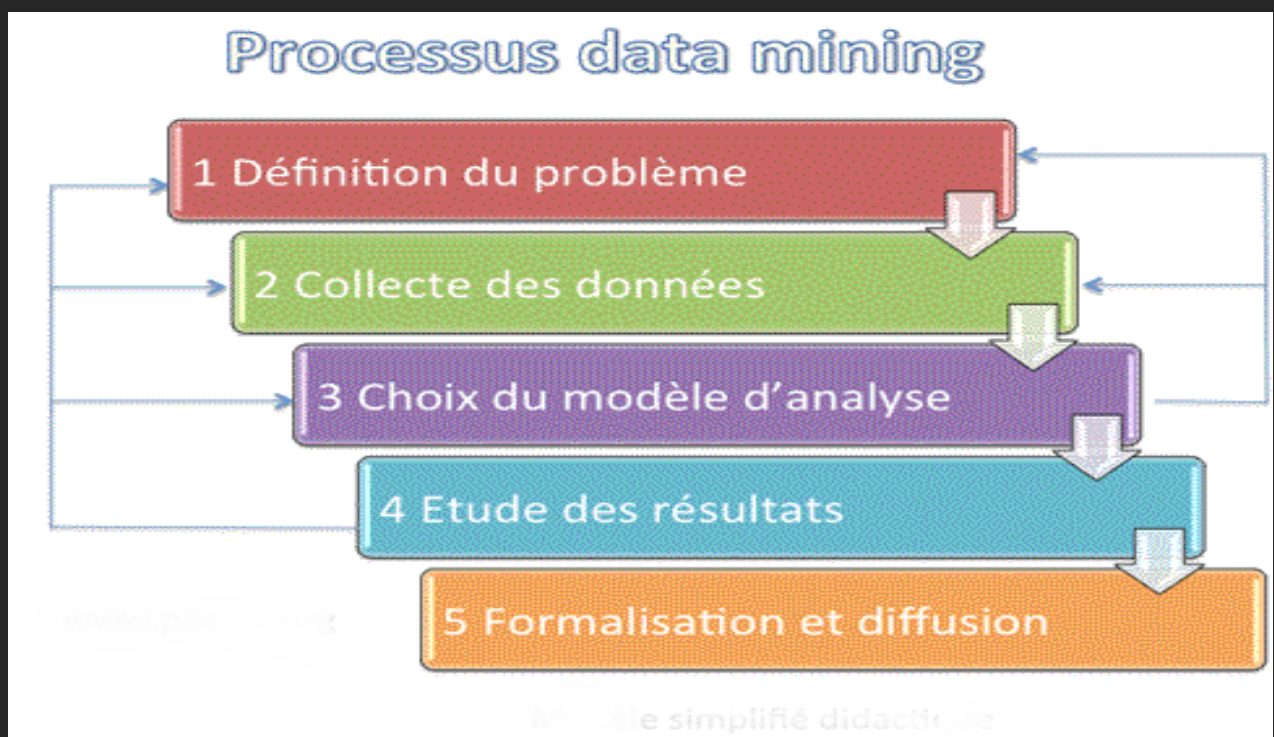 Processus data mining
1 Définition du problème
2 Collecte des données
3 Choix du modèle d’analyse
4 Etude des résultats
5 Formalisation et diffusion
simplifié